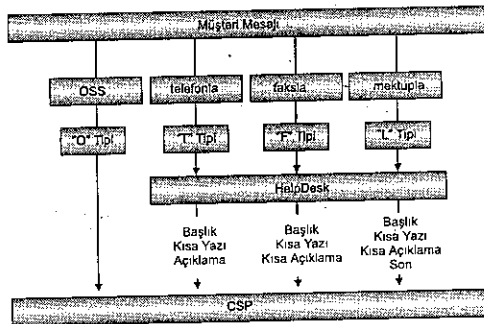 Müşteri Mesajı
OSS
telefonla
faksla
mektupla
"O" Tipi
"T" Tipi
"F" Tipi
"L" Tipi
HelpDesk
Başlık
Kısa Yazı
Açıklama
Başlık
Kısa Yazı
Kısa Açıklama
Başlık
Kısa Yazı
Kısa Açıklama
Son
CSP